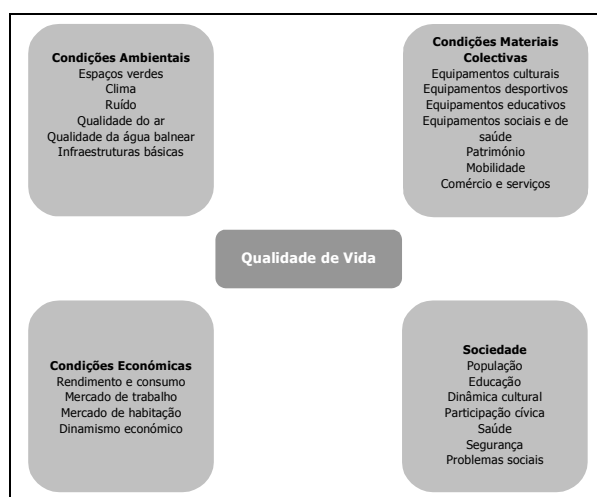 Condições Ambientais
Espaços verdes
Clima
Ruído
Qualidade do ar
Qualidade da água balnear
Infraestruturas básicas
Condições Materiais
Colectivas
Equipamentos culturais
Equipamentos desportivos
Equipamentos educativos
Equipamentos sociais e de
saúde
Património
Mobilidade
Comércio e serviços
Qualidade de Vida
Condições Económicas
Rendimento e consumo
Mercado de trabalho
Mercado de habitação
Dinamismo económico
Sociedade
População
Educação
Dinâmica cultural
Participação cívica
Saúde
Segurança
Problemas sociais